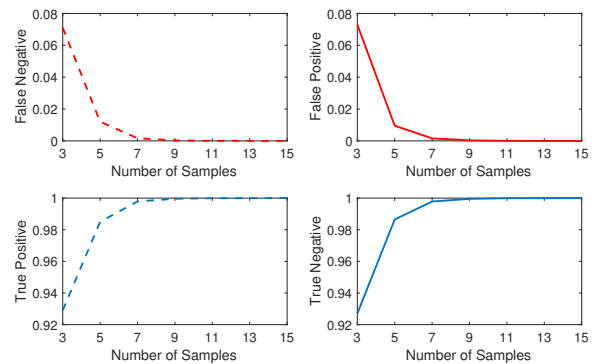 0.08
0.06
0.04
0.02
0
False Negative
3 5 7 9 11 13 15
Number of Samples
0.08
0.06
0.04
0.02
0
False Positive
3 5 7 9 11 13 15
Number of Samples
1
0.98
0.96
0.94
0.92
True Positive
3 5 7 9 11 13 15
Number of Samples
1
0.98
0.96
0.94
0.92
True Negative
3 5 7 9 11 13 15
Number of Samples